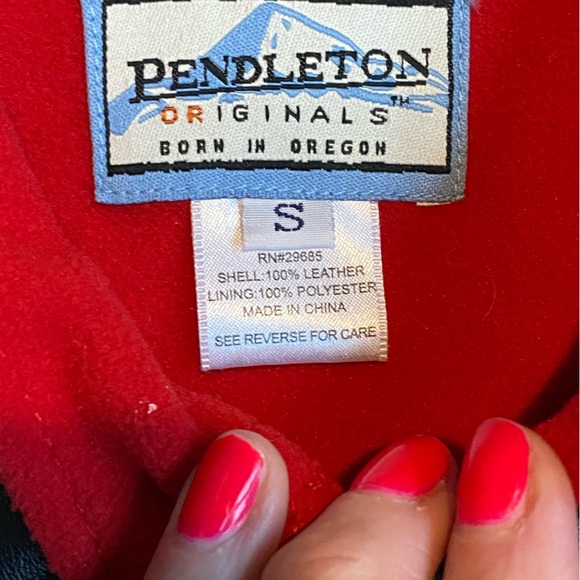 PENDLETON
ORIGINALS™
BORN IN OREGON
S
RN#29685
SHELL:100% LEATHER
LINING:100% POLYESTER
MADE IN CHINA
SEE REVERSE FOR CARE